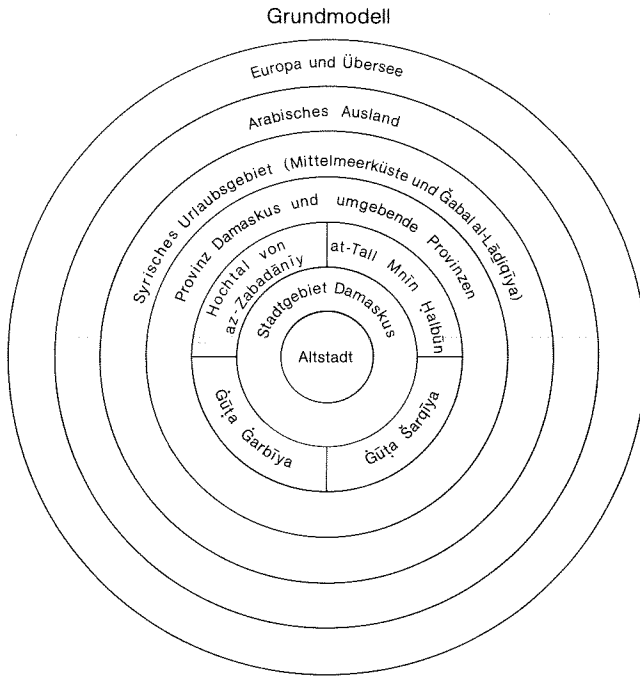 Grundmodell
Europa und Übersee
Arabisches Ausland
Syrisches Urlaubsgebiet (Mittelmeerküste und Ǧabal al-Lāḏiqīya)
Provinz Damaskus und umgebende Provinzen
Hochtal von
az-Zabadānīy
at-Tall Mnīn Ḥalbūn
Stadtgebiet Damaskus
Altstadt
Ġūṭa Ġarbīya
Ġūṭa Šarqīya